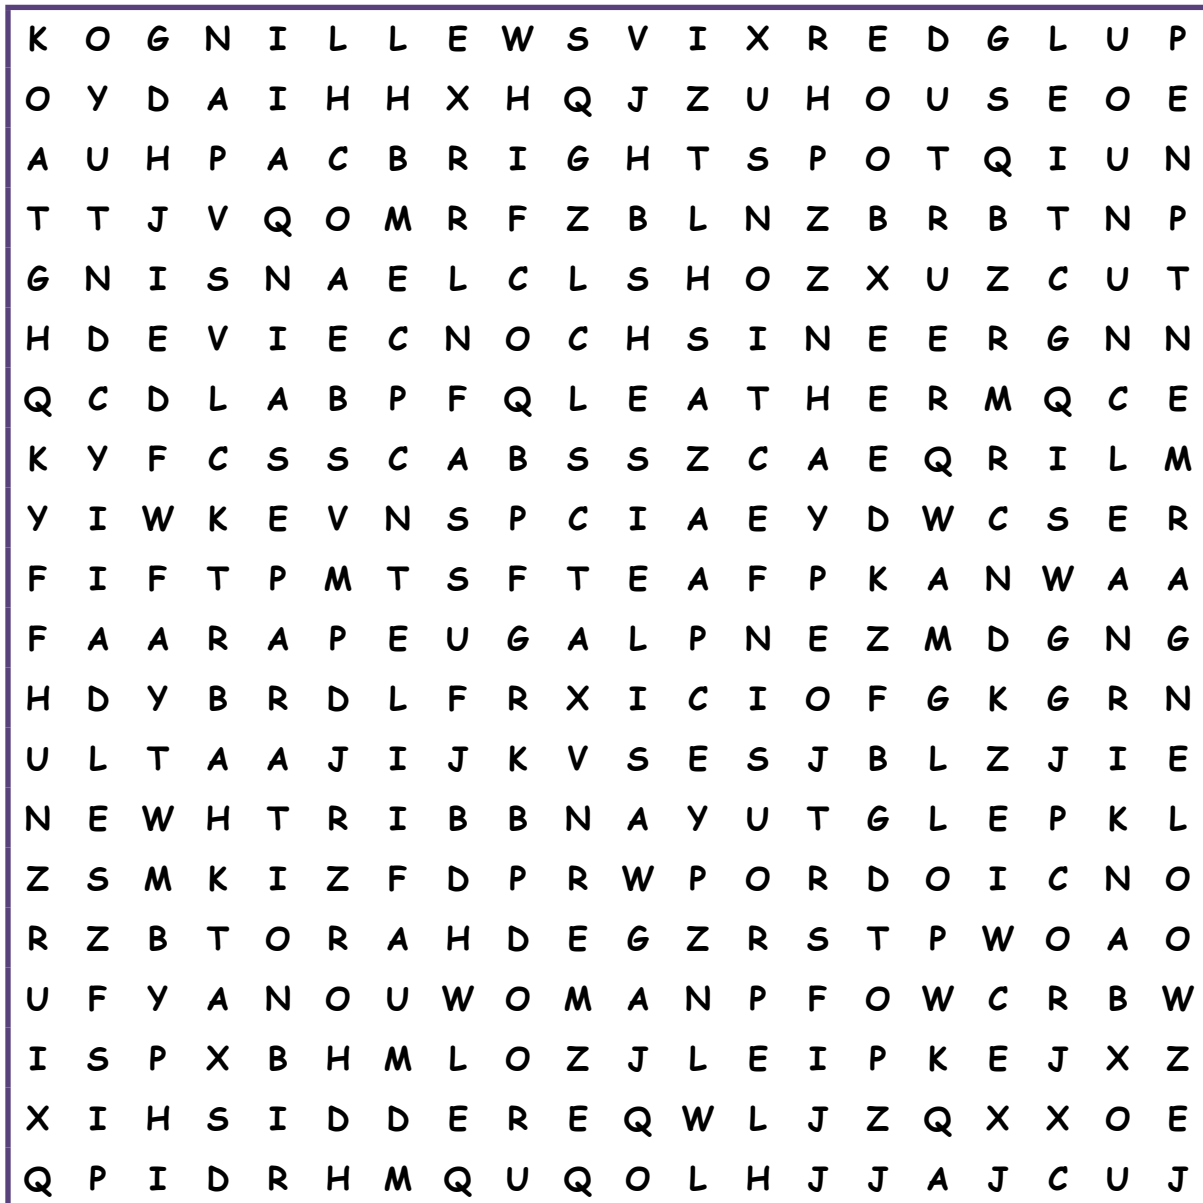 K O G N I L L E W S V I X R E D G L U P
O Y D A I H H X H Q J Z U H O U S E O E
A U H P A C B R I G H T S P O T Q I U N
T T J V Q O M R F Z B L N Z B R B T N P
G N I S N A E L C L S H O Z X U Z C U T
H D E V I E C N O C H S I N E E R G N N
Q C D L A B P F Q L E A T H E R M Q C E
K Y F C S S C A B S S Z C A E Q R I L M
Y I W K E V N S P C I A E Y D W C S E R
F I F T P M T S F T E A F P K A N W A A
F A A R A P E U G A L P N E Z M D G N G
H D Y B R D L F R X I C I O F G K G R N
U L T A A J I J K V S E S J B L Z J I E
N E W H T R I B B N A Y U T G L E P K L
Z S M K I Z F D P R W P O R D O I C N O
R Z B T O R A H D E G Z R S T P W O A O
U F Y A N O U W O M A N P F O W C R B W
I S P X B H M L O Z J L E I P K E J X Z
X I H S I D D E R E Q W L J Z Q X X O E
Q P I D R H M Q U Q O L H J J A J C U J